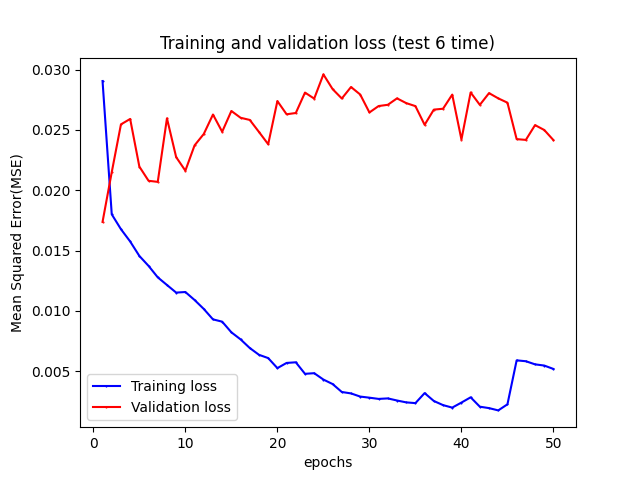 Training and validation loss (test 6 time)
0.030
0.025
0.020
0.015
0.010
0.005
Mean Squared Error(MSE)
Training loss
Validation loss
0 10 20 30 40 50
epochs